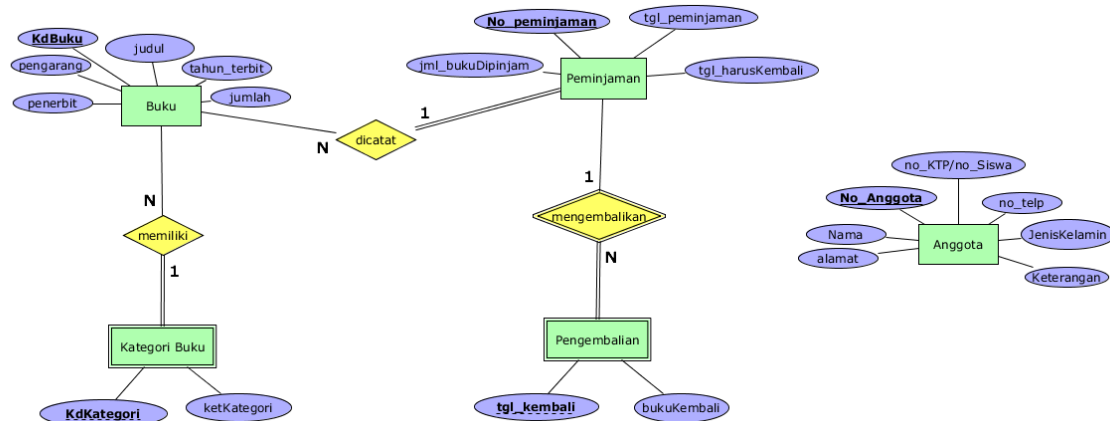 No_peminjaman
tgl_peminjaman
KdBuku
judul
pengarang
tahun_terbit
jml_bukuDipinjam
tgl_harusKembali
Peminjaman
penerbit
jumlah
Buku
1
dicatat
N
no_KTP/no_Siswa
1
No_Anggota
no_telp
N
mengembalikan
Nama
JenisKelamin
memiliki
Anggota
alamat
N
1
Keterangan
Kategori Buku
Pengembalian
KdKategori
ketKategori
tgl_kembali
bukuKembali